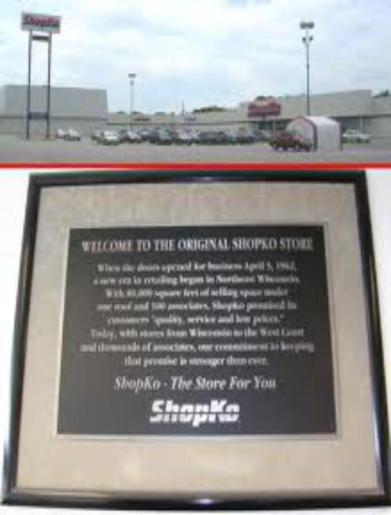 ShopKo
ShopKo
WELCOME TO THE ORIGINAL SHOPKO STORE
When the doors opened for business April 5, 1962,
a new era in retailing began in Northeast Wisconsin.
With 80,000 square feet of selling space under
one roof and 100 associates, Shopko promised its
customers "quality, service and low prices."
Today, with stores from Wisconsin to the West Coast
and thousands of associates, our commitment to keeping
that promise is stronger then ever.
ShopKo - The Store For You
ShopKo